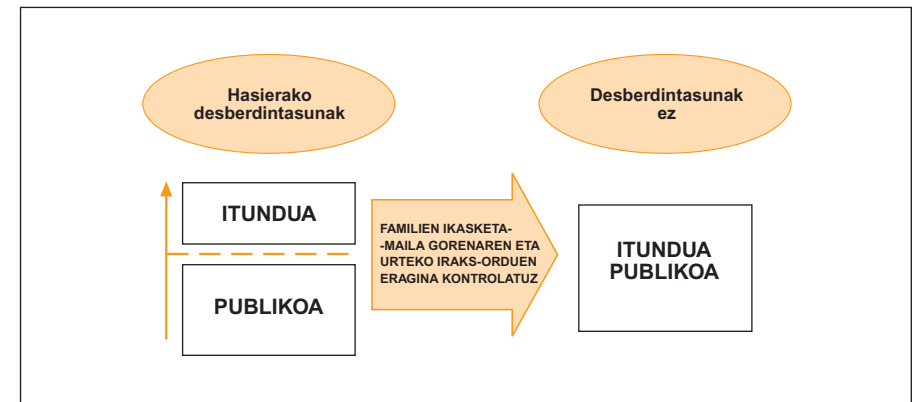 Hasierako
desberdintasunak
Desberdintasunak
ez
ITUNDUA
PUBLIKOA
FAMILIEN IKASKETA-
-MAILA GORENAREN ETA
URTEKO IRAKS-ORDUEN
ERAGINA KONTROLATUZ
ITUNDUA
PUBLIKOA